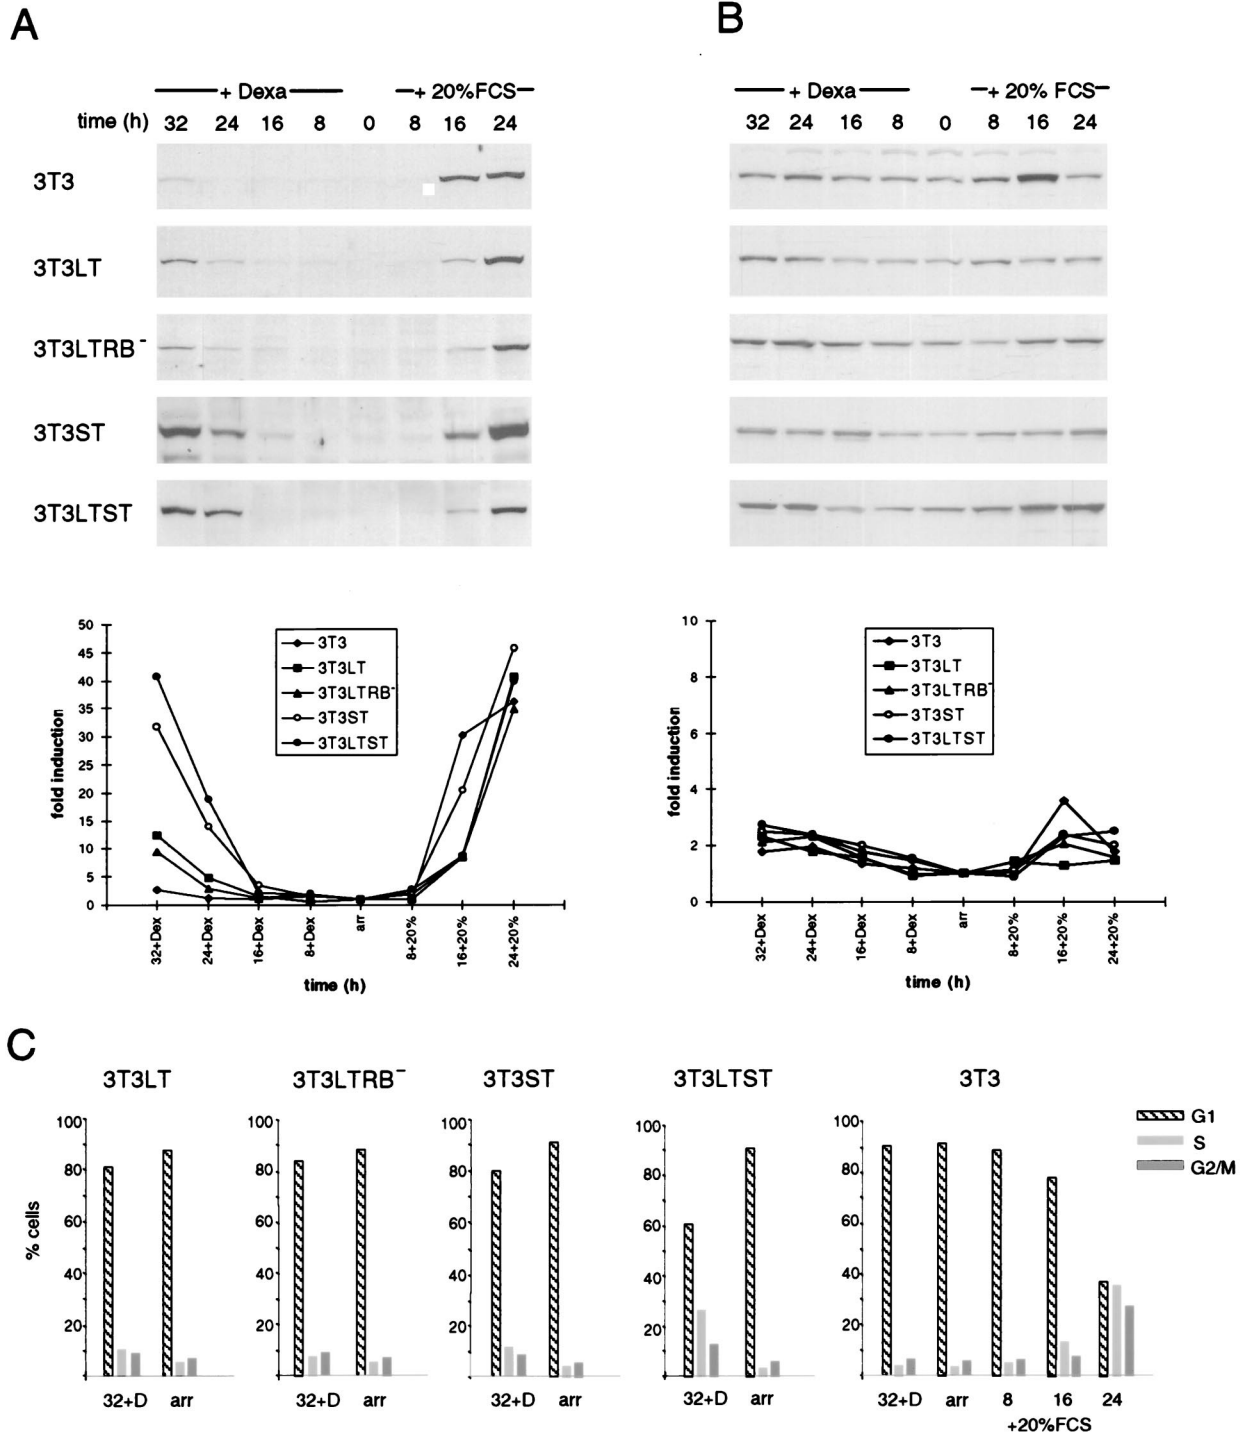 A
B
+ Dexa + 20%FCS
time (h) 32 24 16 8 0 8 16 24
3T3
3T3LT
3T3LTRB⁻
3T3ST
3T3LTST
+ Dexa + 20% FCS
32 24 16 8 0 8 16 24
50
45
40
35
30
25
20
15
10
5
0
fold induction
3T3
3T3LT
3T3LTRB⁻
3T3ST
3T3LTST
32+Dex 24+Dex 16+Dex 8+Dex arr 8+20% 16+20% 24+20%
time (h)
10
8
6
4
2
0
fold induction
3T3
3T3LT
3T3LTRB⁻
3T3ST
3T3LTST
32+Dex 24+Dex 16+Dex 8+Dex arr 8+20% 16+20% 24+20%
time (h)
C
3T3LT
100
80
60
40
20
% cells
32+D arr
3T3LTRB⁻
100
80
60
40
20
32+D arr
3T3ST
100
80
60
40
20
32+D arr
3T3LTST
100
80
60
40
20
32+D arr
3T3
100
80
60
40
20
32+D arr 8 16 24
+20%FCS
G1
S
G2/M